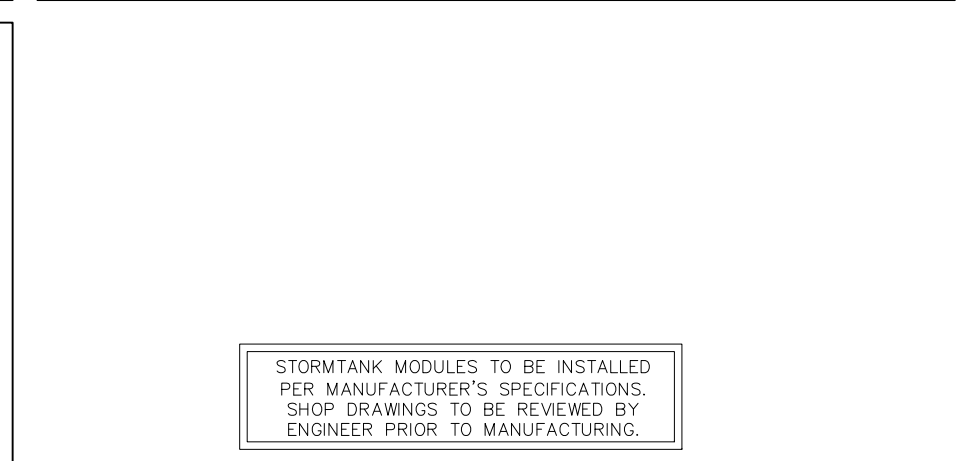 STORMTANK MODULES TO BE INSTALLED
PER MANUFACTURER'S SPECIFICATIONS.
SHOP DRAWINGS TO BE REVIEWED BY
ENGINEER PRIOR TO MANUFACTURING.